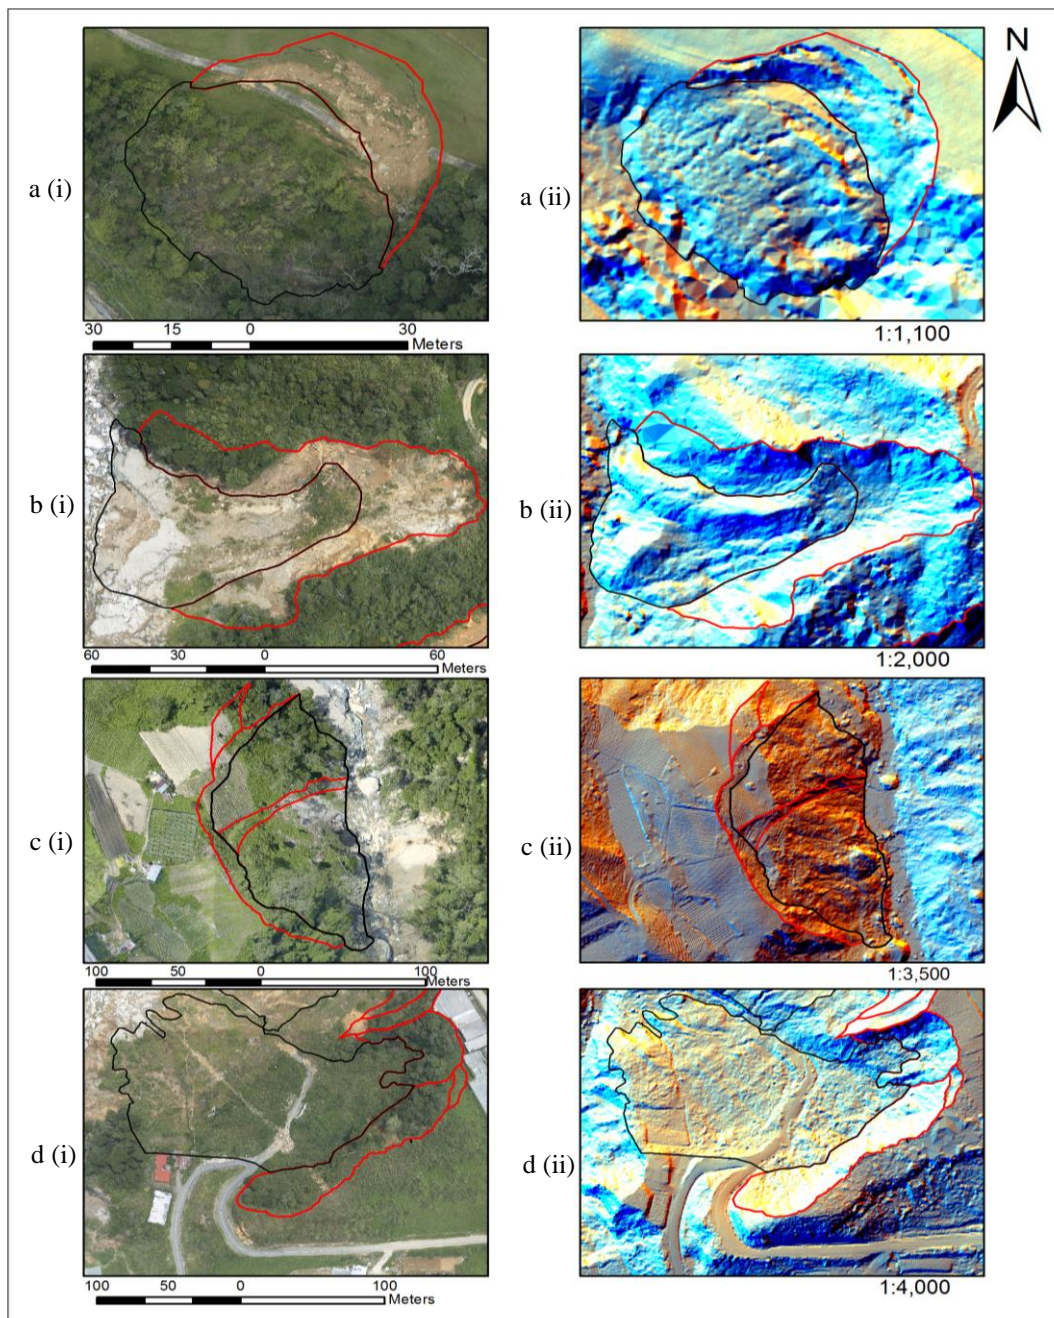 N
a (i)
a (ii)
30 15 0 30
Meters
1:1,100
b (i)
b (ii)
60 30 0 60
Meters
1:2,000
c (i)
c (ii)
100 50 0 100
Meters
1:3,500
d (i)
d (ii)
100 50 0 100
Meters
1:4,000